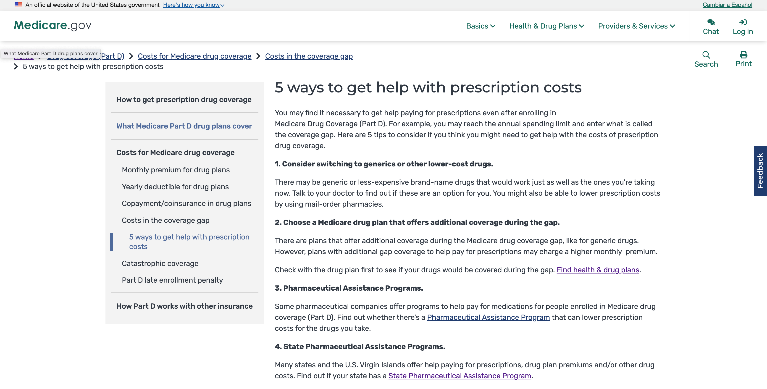 An official website of the United States government Here's how you know
Cambiar a Español
Medicare.gov
Basics
Health & Drug Plans
Providers & Services
Chat
Log in
What Medicare Part D drug plans cover
(Part D) > Costs for Medicare drug coverage > Costs in the coverage gap
> 5 ways to get help with prescription costs
Search
Print
How to get prescription drug coverage
What Medicare Part D drug plans cover
Costs for Medicare drug coverage
Monthly premium for drug plans
Yearly deductible for drug plans
Copayment/coinsurance in drug plans
Costs in the coverage gap
5 ways to get help with prescription
costs
Catastrophic coverage
Part D late enrollment penalty
How Part D works with other insurance
5 ways to get help with prescription costs
You may find it necessary to get help paying for prescriptions even after enrolling in
Medicare Drug Coverage (Part D). For example, you may reach the annual spending limit and enter what is called
the coverage gap. Here are 5 tips to consider if you think you might need to get help with the costs of prescription
drug coverage.
1. Consider switching to generics or other lower-cost drugs.
There may be generic or less-expensive brand-name drugs that would work just as well as the ones you're taking
now. Talk to your doctor to find out if these are an option for you. You might also be able to lower prescription costs
by using mail-order pharmacies.
2. Choose a Medicare drug plan that offers additional coverage during the gap.
There are plans that offer additional coverage during the Medicare drug coverage gap, like for generic drugs.
However, plans with additional gap coverage to help pay for prescriptions may charge a higher monthly premium.
Check with the drug plan first to see if your drugs would be covered during the gap. Find health & drug plans.
3. Pharmaceutical Assistance Programs.
Some pharmaceutical companies offer programs to help pay for medications for people enrolled in Medicare drug
coverage (Part D). Find out whether there's a Pharmaceutical Assistance Program that can lower prescription
costs for the drugs you take.
4. State Pharmaceutical Assistance Programs.
Many states and the U.S. Virgin Islands offer help paying for prescriptions, drug plan premiums and/or other drug
costs. Find out if your state has a State Pharmaceutical Assistance Program.
Feedback